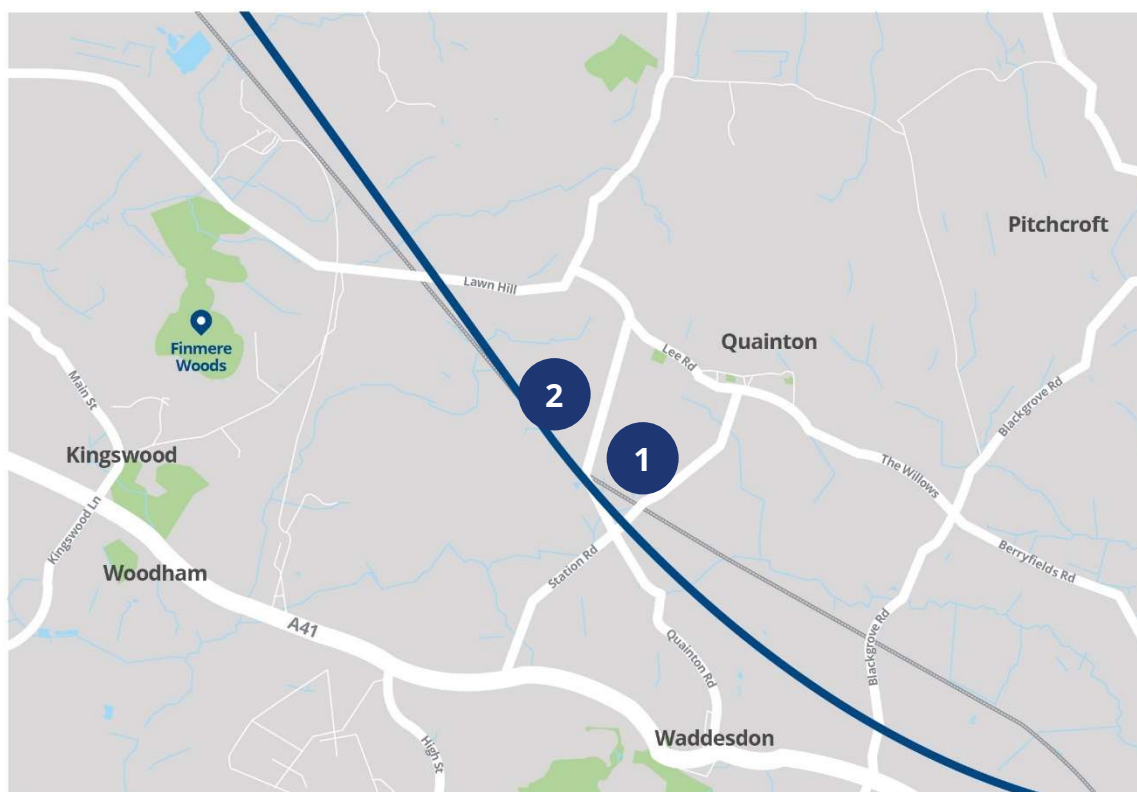 Pitchcroft
Lawn Hill
Quainton
Finmere
Woods
Lee Rd
Main St
2
Blackgrove Rd
Kingswood
1
The Willows
Kingswood Ln
Woodham
Station Rd
Berryfields Rd
A41
Quainton Rd
Blackgrove Rd
Waddesdon
High St